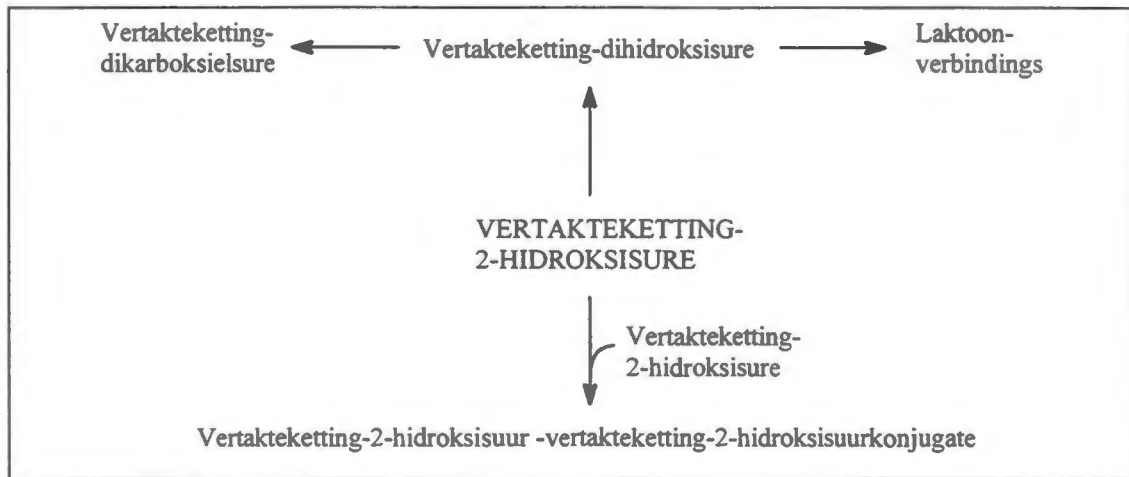 Vertakteketting-
dikarboksielsure
Vertakteketting-dihidroksisure
Laktoon-
verbindings
VERTAKTEKETTING-
2-HIDROKSISURE
Vertakteketting-
2-hidroksisure
Vertakteketting-2-hidroksisuur -vertakteketting-2-hidroksisuurkonjugate